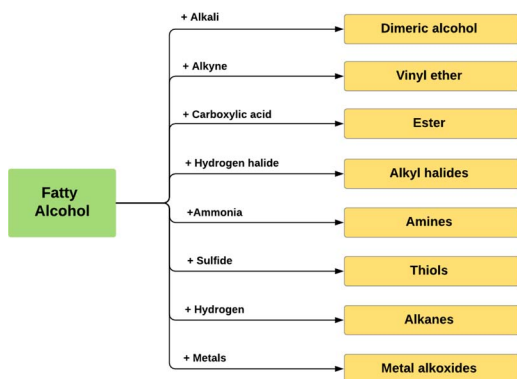 + Alkali
Dimeric alcohol
+ Alkyne
Vinyl ether
+ Carboxylic acid
Ester
+ Hydrogen halide
Alkyl halides
Fatty
Alcohol
+Ammonia
Amines
+ Sulfide
Thiols
+ Hydrogen
Alkanes
+ Metals
Metal alkoxides